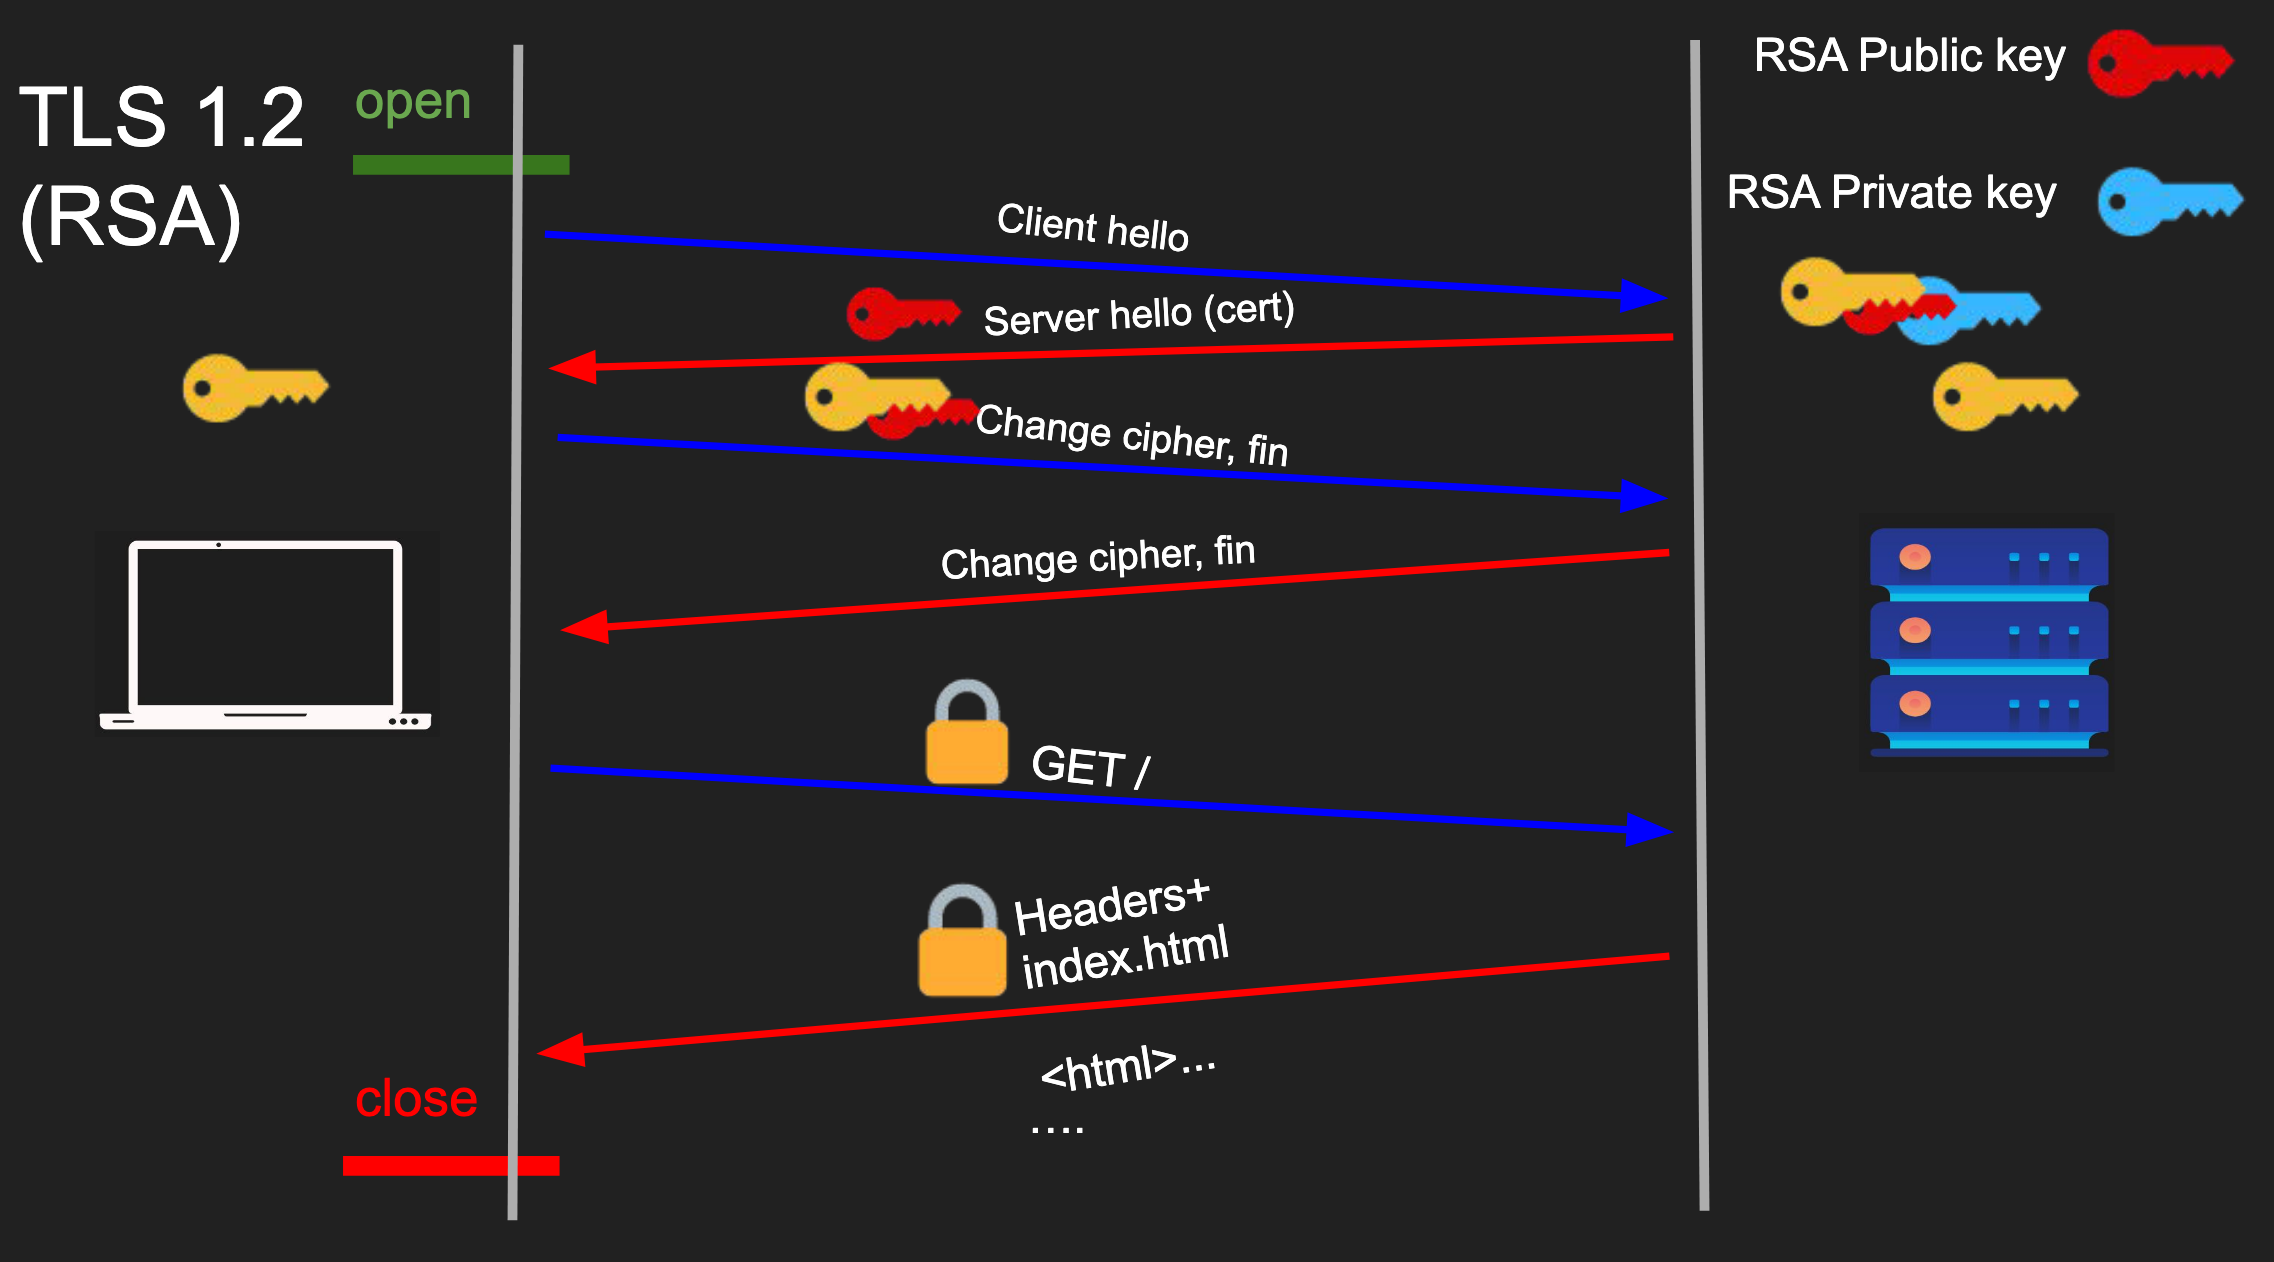 TLS 1.2
(RSA)
open
RSA Public key
RSA Private key
Client hello
Server hello (cert)
Change cipher, fin
Change cipher, fin
GET /
Headers+
index.html
<html>...
....
close